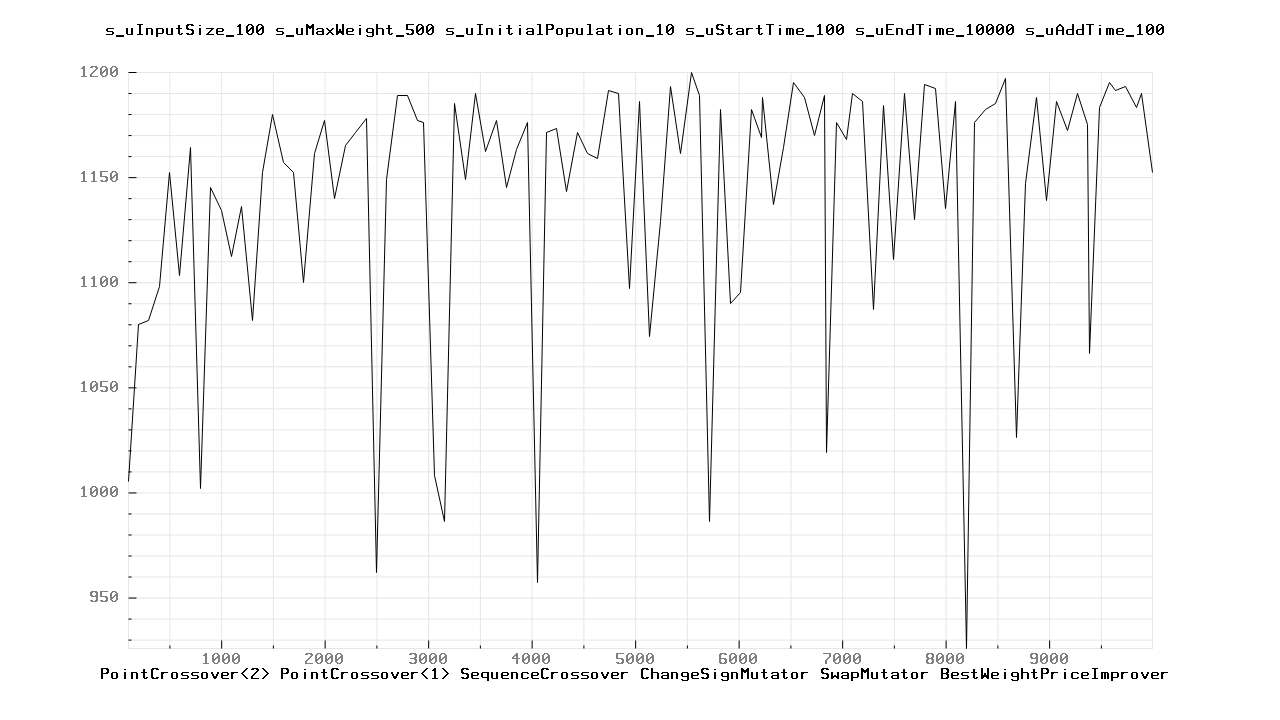 s_uInputSize_100 s_uMaxWeight_500 s_uInitialPopulation_10 s_uStartTime_100 s_uEndTime_10000 s_uAddTime_100
1200
1150
1100
1050
1000
950
1000 2000 3000 4000 5000 6000 7000 8000 9000
PointCrossover<2> PointCrossover<1> SequenceCrossover ChangeSignMutator SwapMutator BestWeightPriceImprover